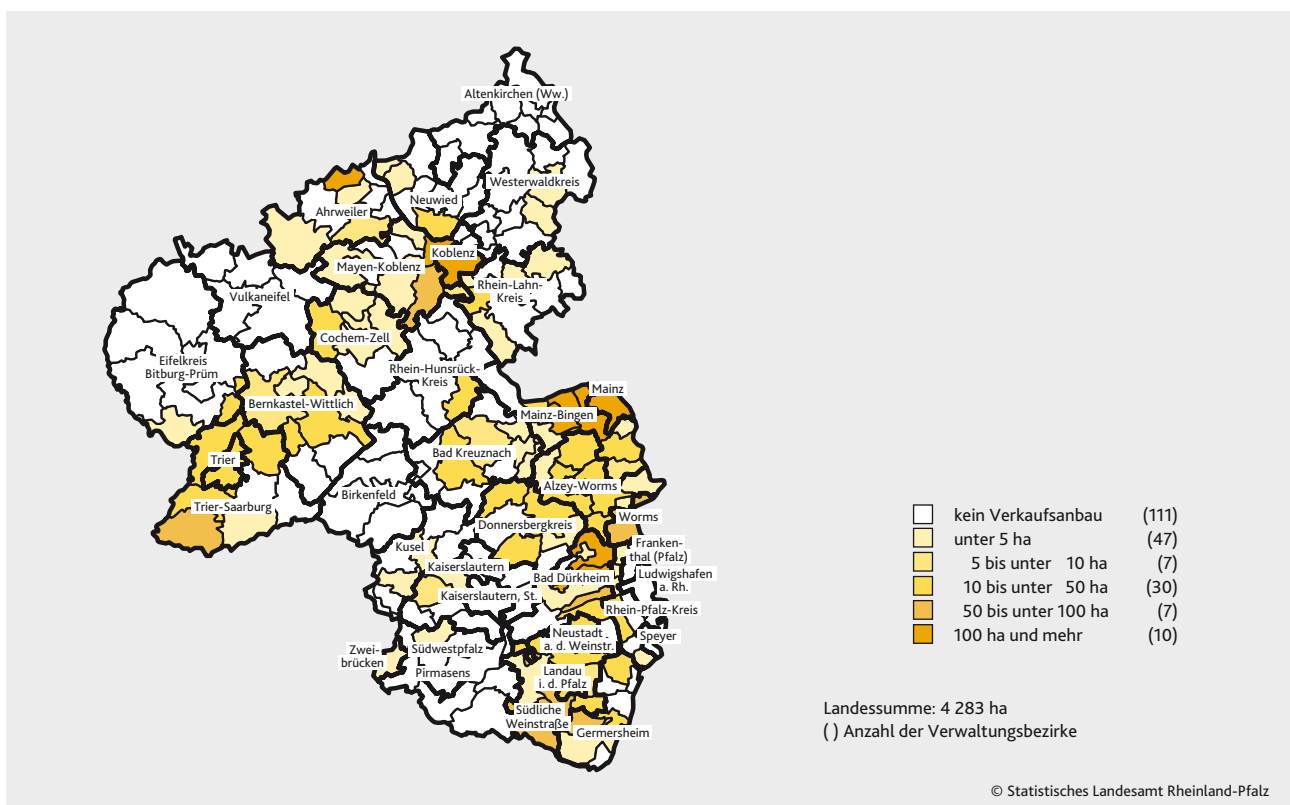 Altenkirchen (Ww.)
Westerwaldkreis
Neuwied
Ahrweiler
Koblenz
Mayen-Koblenz
Rhein-Lahn-
Kreis
Vulkaneifel
Cochem-Zell
Eifelkreis
Bitburg-Prüm
Rhein-Hunsrück-
Kreis
Mainz
Bernkastel-Wittlich
Mainz-Bingen
Bad Kreuznach
Trier
Alzey-Worms
Birkenfeld
Trier-Saarburg
Worms
Donnersbergkreis
Kusel
Franken-
thal (Pfalz)
Kaiserslautern
Bad Dürkheim
Ludwigshafen
a. Rh.
Kaiserslautern, St.
Rhein-Pfalz-Kreis
Neustadt
a. d. Weinstr.
Speyer
Zwei-
brücken
Südwestpfalz
Pirmasens
Landau
i. d. Pfalz
Südliche
Weinstraße
Germersheim
kein Verkaufsanbau (111)
unter 5 ha (47)
5 bis unter 10 ha (7)
10 bis unter 50 ha (30)
50 bis unter 100 ha (7)
100 ha und mehr (10)
Landessumme: 4 283 ha
( ) Anzahl der Verwaltungsbezirke
© Statistisches Landesamt Rheinland-Pfalz